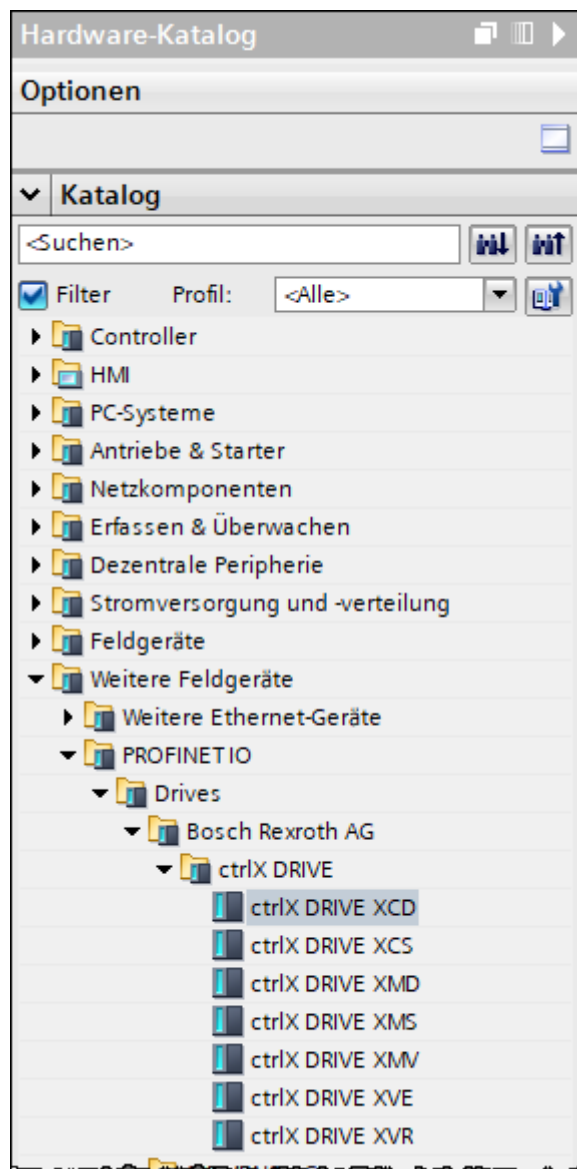 Hardware-Katalog
Optionen
Katalog
<Suchen>
Filter Profil: <Alle>
Controller
HMI
PC-Systeme
Antriebe & Starter
Netzkomponenten
Erfassen & Überwachen
Dezentrale Peripherie
Stromversorgung und -verteilung
Feldgeräte
Weitere Feldgeräte
Weitere Ethernet-Geräte
PROFINET IO
Drives
Bosch Rexroth AG
ctrlX DRIVE
ctrlX DRIVE XCD
ctrlX DRIVE XCS
ctrlX DRIVE XMD
ctrlX DRIVE XMS
ctrlX DRIVE XMV
ctrlX DRIVE XVE
ctrlX DRIVE XVR